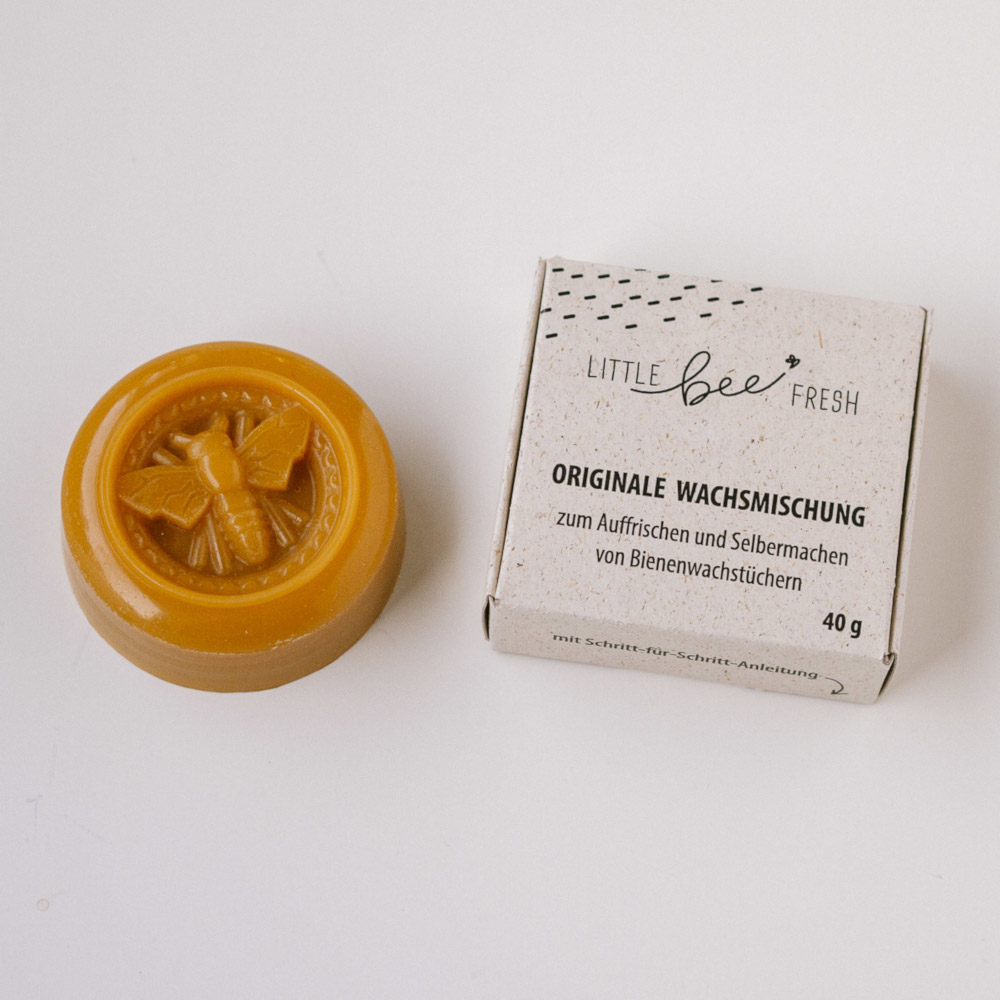 LITTLE bee FRESH
ORIGINALE WACHSMISCHUNG
zum Auffrischen und Selbermachen
von Bienenwachstüchern
40 g
mit Schritt-für-Schritt-Anleitung